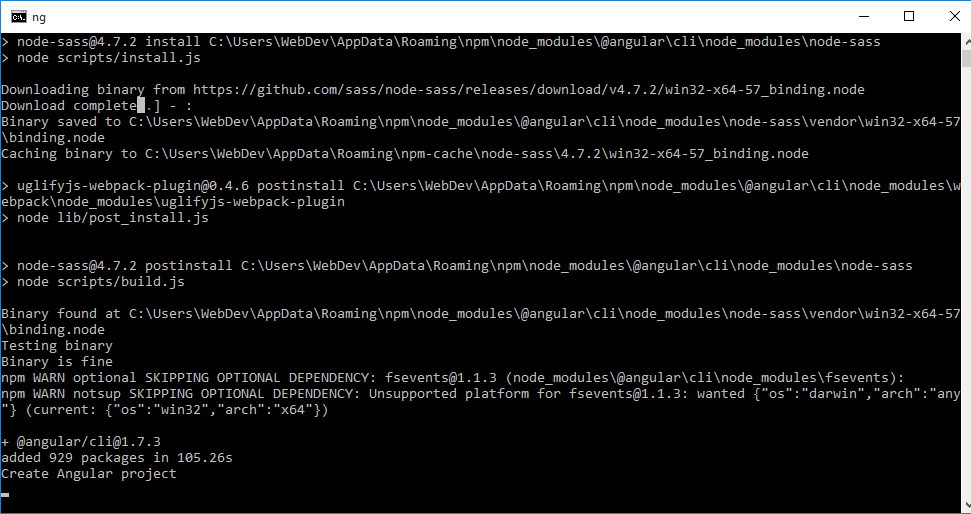 ng
> node-sass@4.7.2 install C:\Users\WebDev\AppData\Roaming\npm\node_modules\@angular\cli\node_modules\node-sass
> node scripts/install.js
Downloading binary from https://github.com/sass/node-sass/releases/download/v4.7.2/win32-x64-57_binding.node
Download complete .] - :
Binary saved to C:\Users\WebDev\AppData\Roaming\npm\node_modules\@angular\cli\node_modules\node-sass\vendor\win32-x64-57
\binding.node
Caching binary to C:\Users\WebDev\AppData\Roaming\npm-cache\node-sass\4.7.2\win32-x64-57_binding.node
> uglifyjs-webpack-plugin@0.4.6 postinstall C:\Users\WebDev\AppData\Roaming\npm\node_modules\@angular\cli\node_modules\w
ebpack\node_modules\uglifyjs-webpack-plugin
> node lib/post_install.js
> node-sass@4.7.2 postinstall C:\Users\WebDev\AppData\Roaming\npm\node_modules\@angular\cli\node_modules\node-sass
> node scripts/build.js
Binary found at C:\Users\WebDev\AppData\Roaming\npm\node_modules\@angular\cli\node_modules\node-sass\vendor\win32-x64-57
\binding.node
Testing binary
Binary is fine
npm WARN optional SKIPPING OPTIONAL DEPENDENCY: fsevents@1.1.3 (node_modules\@angular\cli\node_modules\fsevents):
npm WARN notsup SKIPPING OPTIONAL DEPENDENCY: Unsupported platform for fsevents@1.1.3: wanted {"os":"darwin","arch":"any
"} (current: {"os":"win32","arch":"x64"})
+ @angular/cli@1.7.3
added 929 packages in 105.26s
Create Angular project